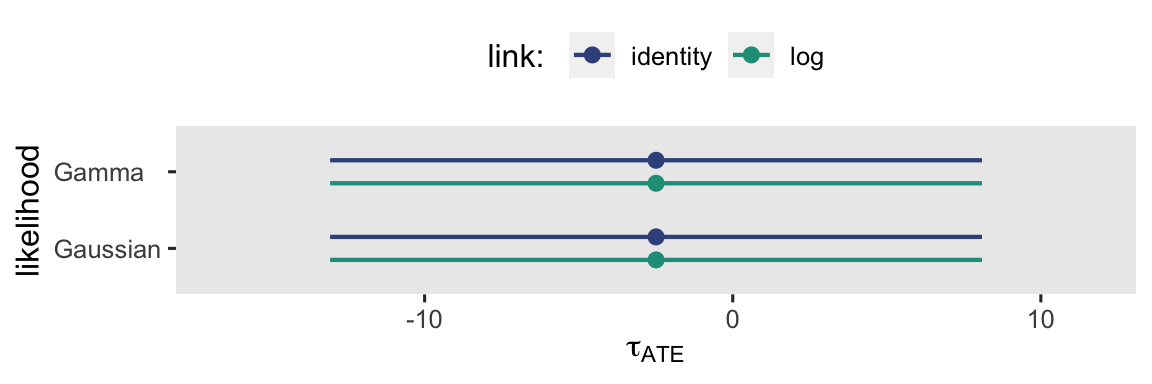 link: identity log
likelihood
Gamma
Gaussian
-10 0 10
τATE